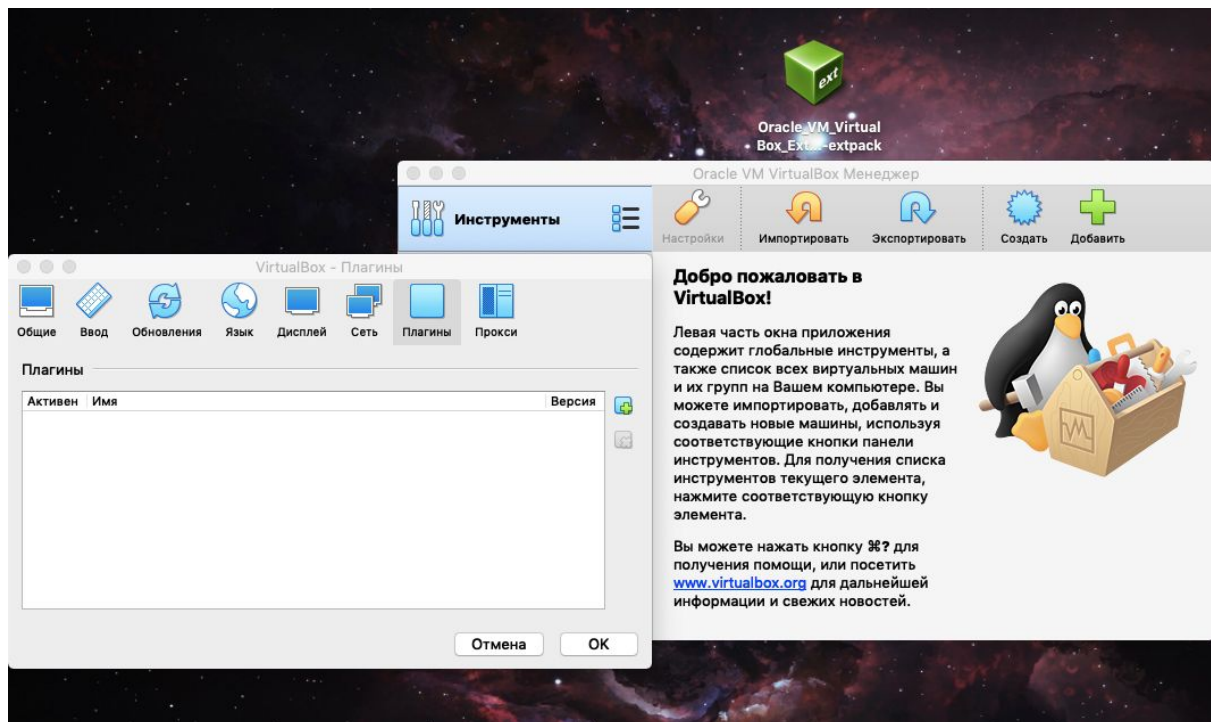 ext
Oracle_VM_Virtual
Box_Ext...-extpack
Oracle VM VirtualBox Менеджер
Инструменты
Настройки
Импортировать
Экспортировать
Создать
Добавить
VirtualBox - Плагины
Общие
Ввод
Обновления
Язык
Дисплей
Сеть
Плагины
Прокси
Плагины
Активен Имя Версия
Отмена
ОК
Добро пожаловать в
VirtualBox!
Левая часть окна приложения
содержит глобальные инструменты, а
также список всех виртуальных машин
и их групп на Вашем компьютере. Вы
можете импортировать, добавлять и
создавать новые машины, используя
соответствующие кнопки панели
инструментов. Для получения списка
инструментов текущего элемента,
нажмите соответствующую кнопку
элемента.
Вы можете нажать кнопку ⌘? для
получения помощи, или посетить
www.virtualbox.org для дальнейшей
информации и свежих новостей.